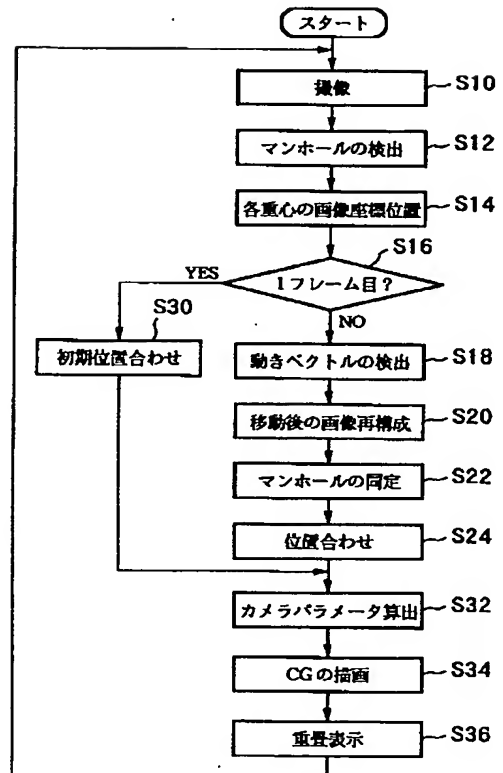 スタート
撮像
S10
マンホールの検出
S12
各重心の画像座標位置
S14
1フレーム目?
S16
YES
NO
初期位置合わせ
S30
動きベクトルの検出
S18
移動後の画像再構成
S20
マンホールの同定
S22
位置合わせ
S24
カメラパラメータ算出
S32
CGの描画
S34
重畳表示
S36